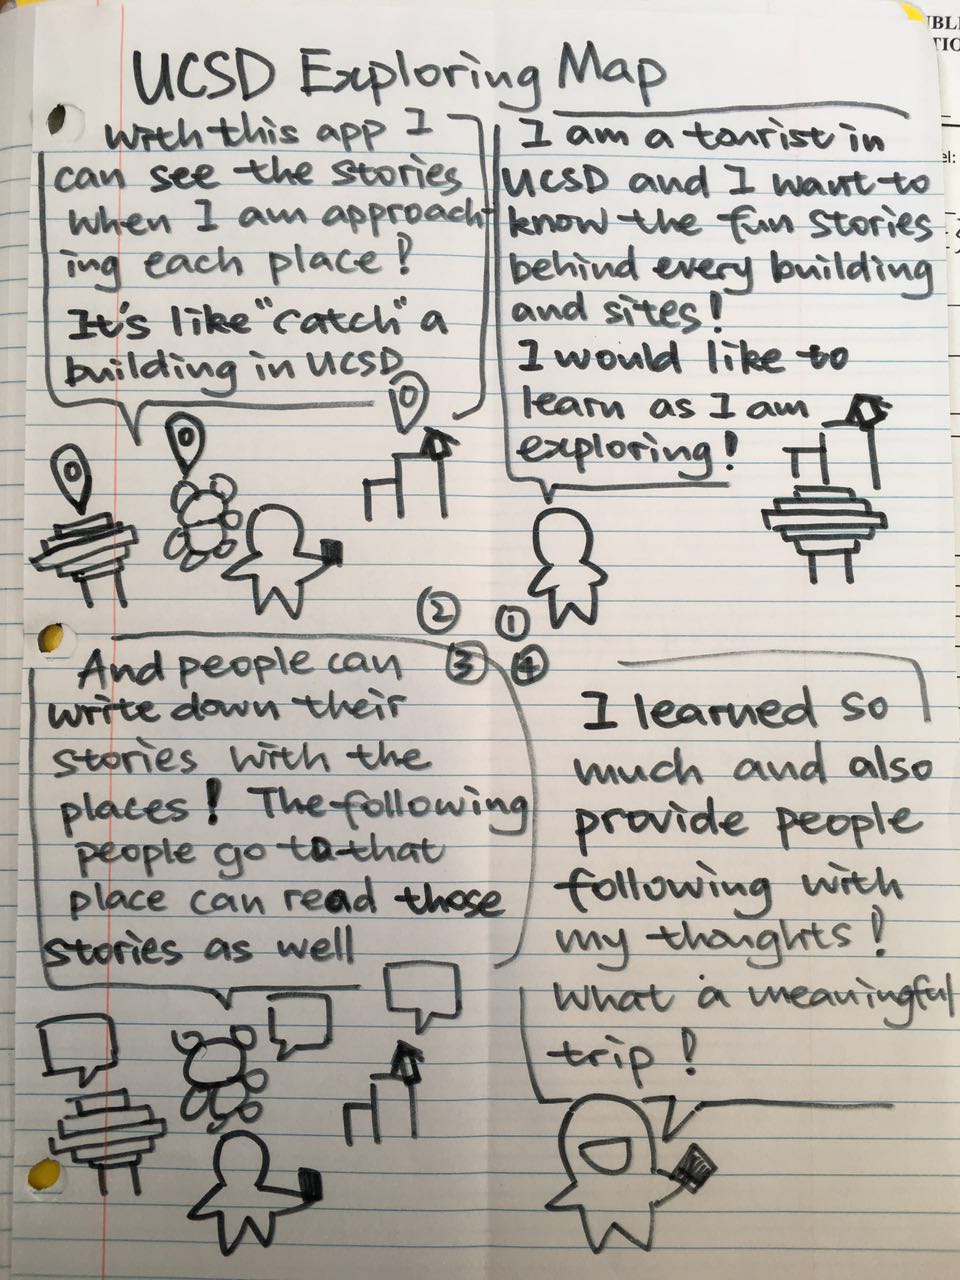 UCSD Exploring Map
I am a tourist in
UCSD and I want to
know the fun stories
behind every building
and sites!
I would like to
learn as I am
exploring!
①
With this app I
can see the stories
when I am approach-
ing each place!
It's like "catch" a
building in UCSD
②
And people can
write down their
stories with the
places! The following
people go to that
place can read those
stories as well
③
④
I learned so
much and also
provide people
following with
my thoughts!
What a meaningful
trip!